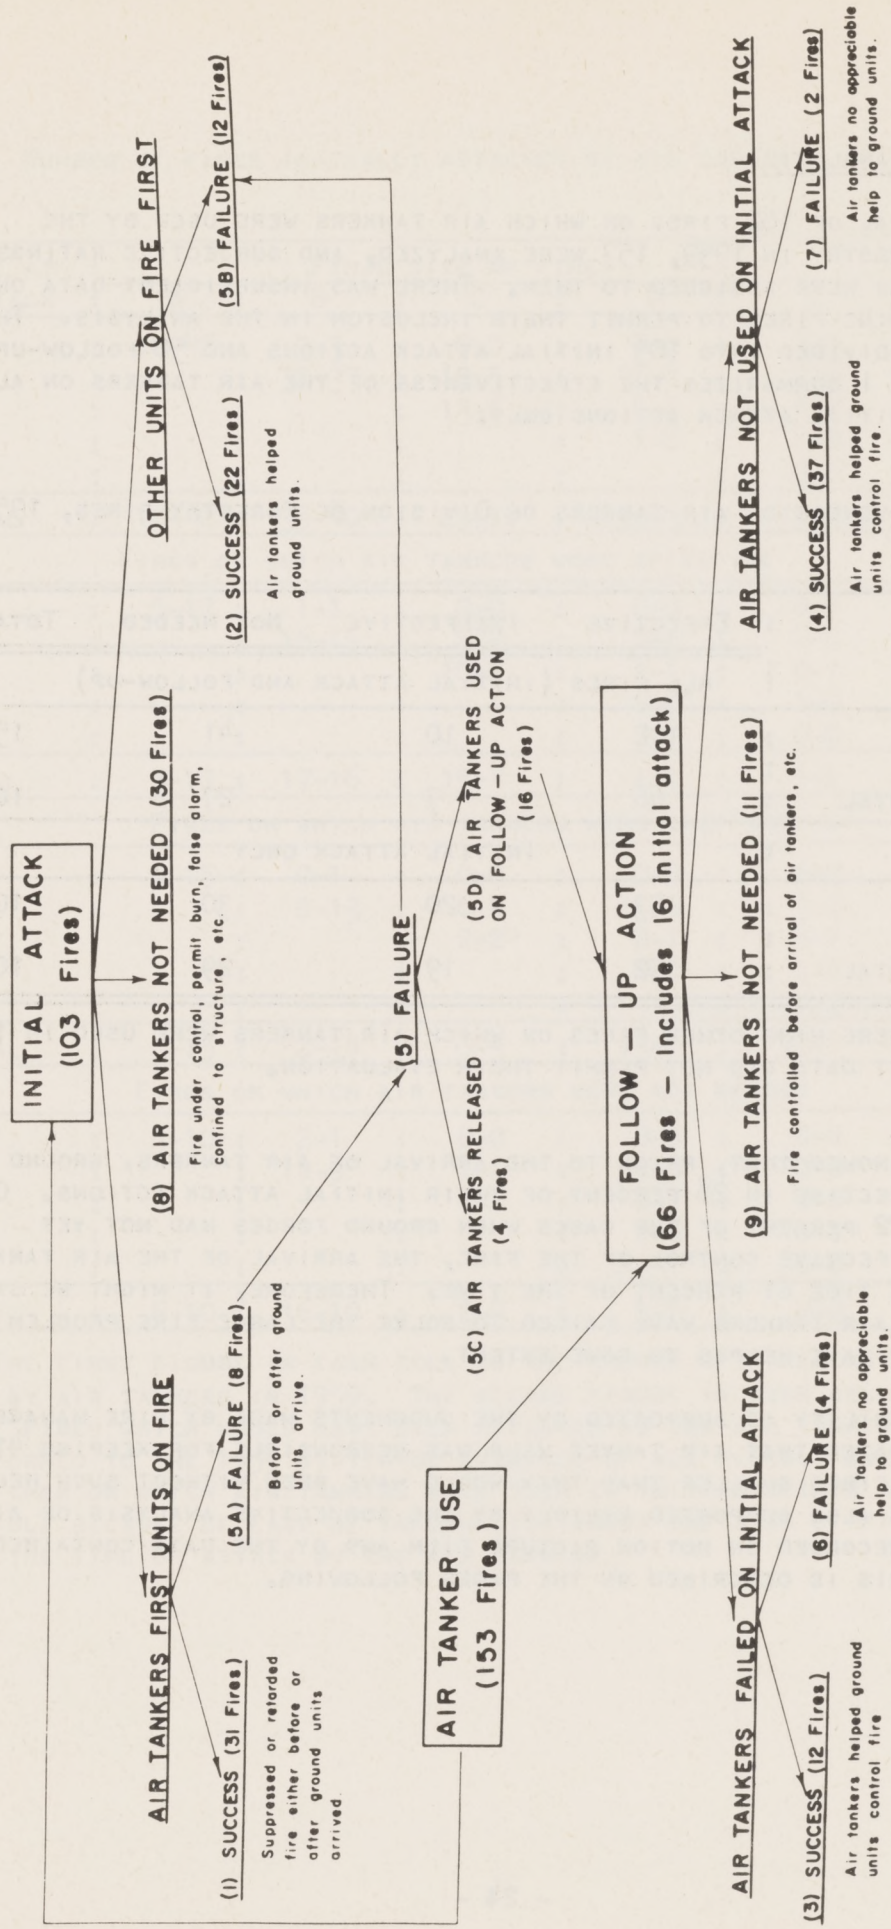 INITIAL ATTACK
(103 Fires)
AIR TANKERS FIRST UNITS ON FIRE
(1) SUCCESS (31 Fires)
Suppressed or retarded
fire either before or
after ground units
arrived.
(5A) FAILURE (8 Fires)
Before or after ground
units arrive.
(8) AIR TANKERS NOT NEEDED (30 Fires)
Fire under control, permit burn, false alarm,
confined to structure, etc.
OTHER UNITS ON FIRE FIRST
(2) SUCCESS (22 Fires)
Air tankers helped
ground units.
(5B) FAILURE (12 Fires)
(5) FAILURE
(5C) AIR TANKERS RELEASED
(4 Fires)
(5D) AIR TANKERS USED
ON FOLLOW-UP ACTION
(16 Fires)
AIR TANKER USE
(153 Fires)
FOLLOW-UP ACTION
(66 Fires - Includes 16 initial attack)
AIR TANKERS FAILED ON INITIAL ATTACK
(3) SUCCESS (12 Fires)
Air tankers helped ground
units control fire
(6) FAILURE (4 Fires)
Air tankers no appreciable
help to ground units.
(9) AIR TANKERS NOT NEEDED (11 Fires)
Fire controlled before arrival of air tankers, etc.
AIR TANKERS NOT USED ON INITIAL ATTACK
(4) SUCCESS (37 Fires)
Air tankers helped ground
units control fire.
(7) FAILURE (2 Fires)
Air tankers no appreciable
help to ground units.